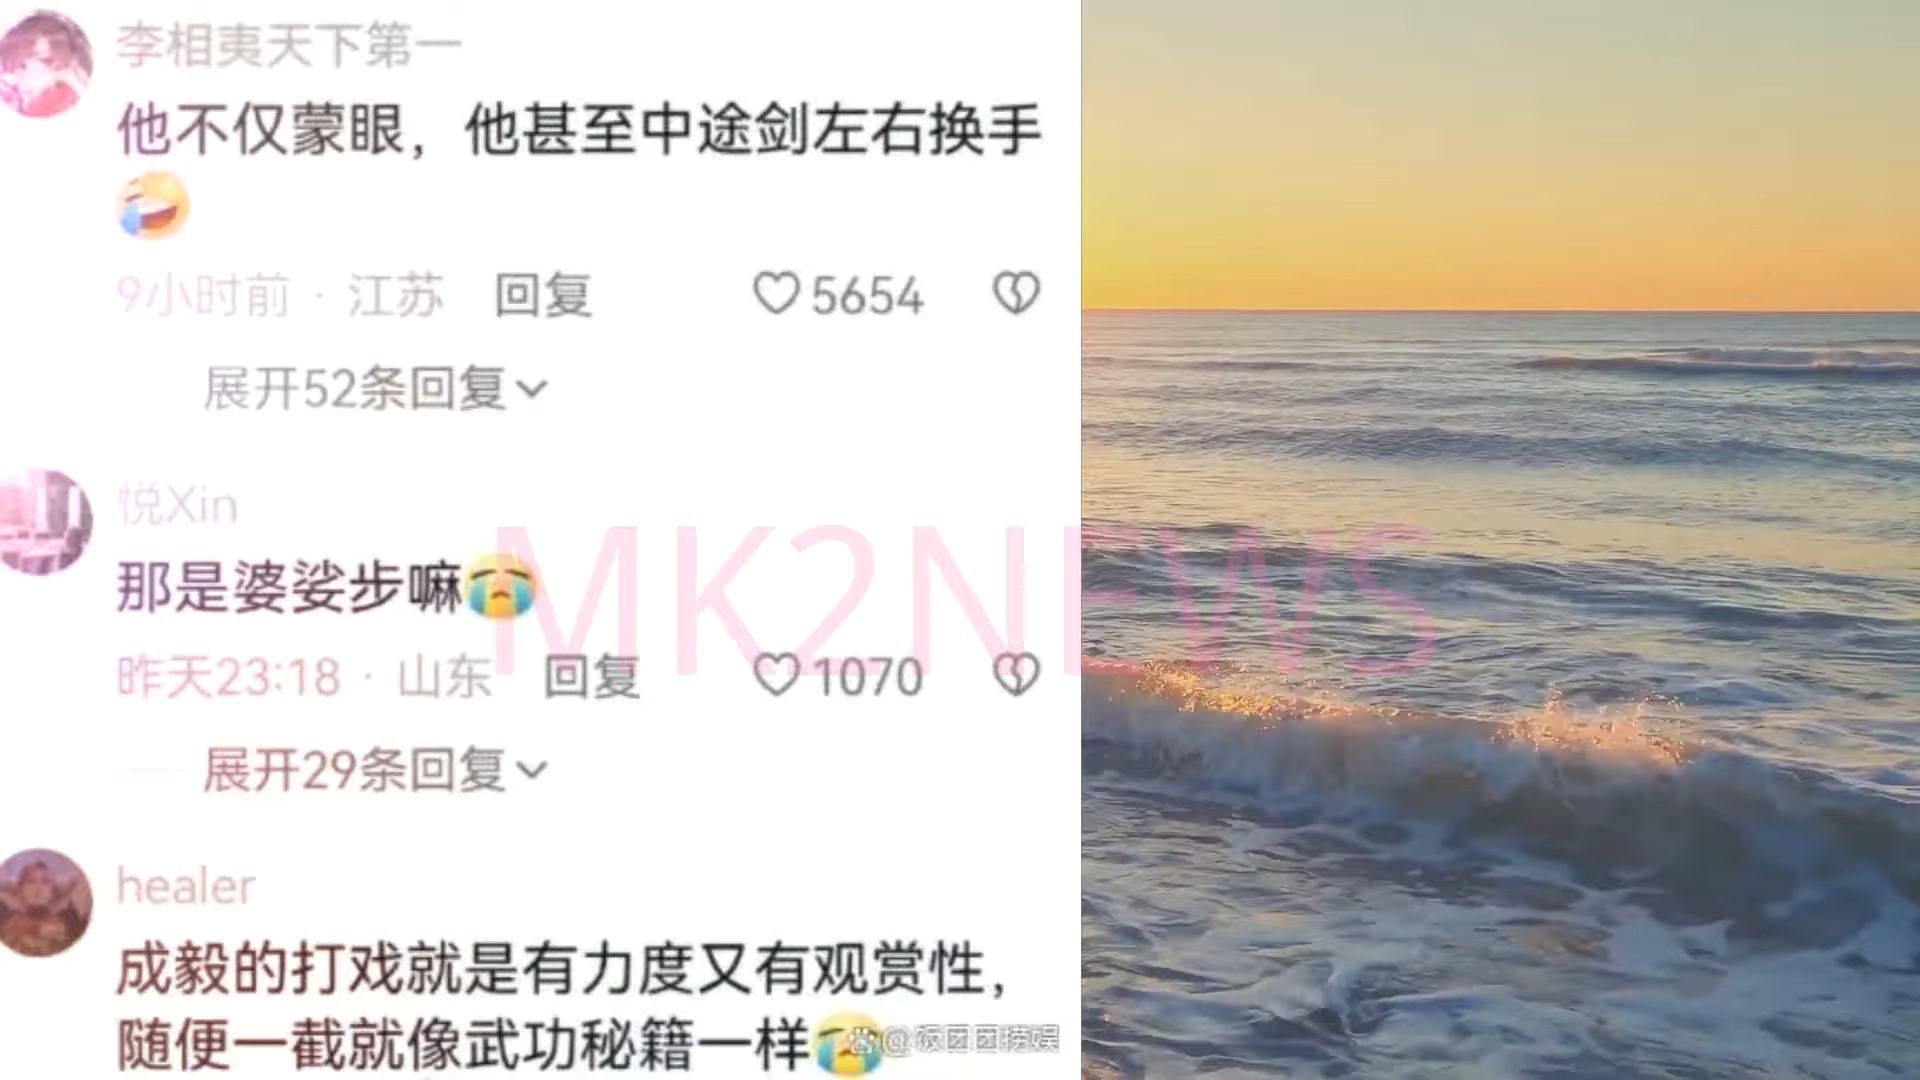 李相夷天下第一
他不仅蒙眼，他甚至中途剑左右换手
🤣
9小时前 · 江苏 回复 5654
展开52条回复
悦Xin
那是婆娑步嘛😭
昨天23:18 · 山东 回复 1070
展开29条回复
healer
成毅的打戏就是有力度又有观赏性，
随便一截就像武功秘籍一样😭
MK2NEWS